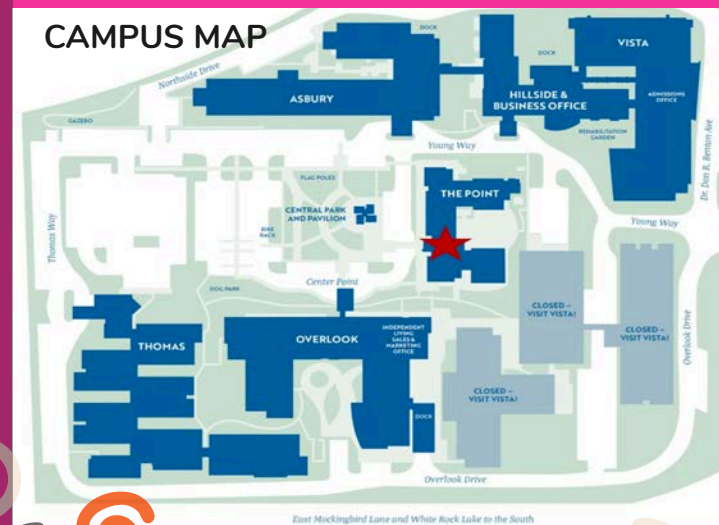 CAMPUS MAP
DOCK
VISTA
Northside Drive
DOCK
ASBURY
HILLSIDE &
BUSINESS OFFICE
ADMISSIONS
OFFICE
GAZEBO
REHABILITATION
GARDEN
Young Way
Dr. Dan R. Benton Ave
FLAG POLES
THE POINT
CENTRAL PARK
AND PAVILION
Young Way
BIKE
RACK
Thomas Way
Center Point
DOG PARK
CLOSED –
VISIT VISTA!
CLOSED –
VISIT VISTA!
Overlook Drive
THOMAS
OVERLOOK
INDEPENDENT
LIVING
SALES &
MARKETING
OFFICE
CLOSED –
VISIT VISTA!
DOCK
Overlook Drive
East Mockingbird Lane and White Rock Lake to the South